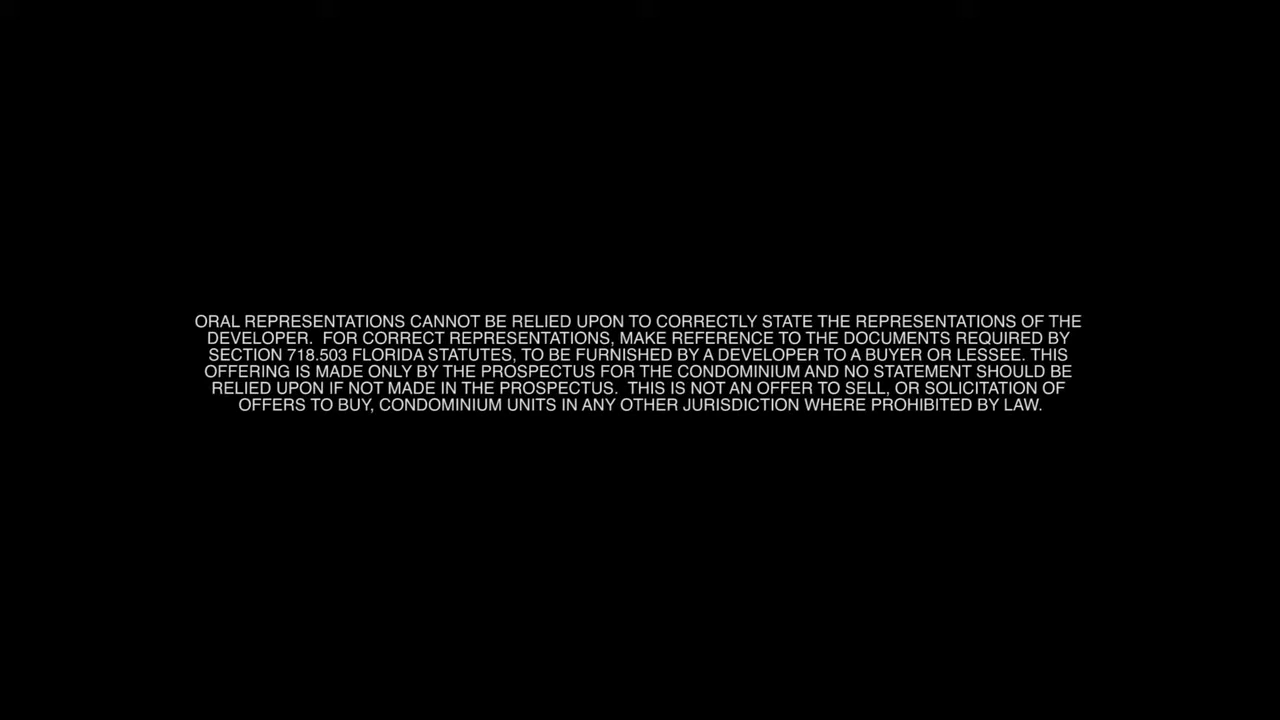 ORAL REPRESENTATIONS CANNOT BE RELIED UPON TO CORRECTLY STATE THE REPRESENTATIONS OF THE
DEVELOPER.  FOR CORRECT REPRESENTATIONS, MAKE REFERENCE TO THE DOCUMENTS REQUIRED BY
SECTION 718.503 FLORIDA STATUTES, TO BE FURNISHED BY A DEVELOPER TO A BUYER OR LESSEE. THIS
OFFERING IS MADE ONLY BY THE PROSPECTUS FOR THE CONDOMINIUM AND NO STATEMENT SHOULD BE
RELIED UPON IF NOT MADE IN THE PROSPECTUS.  THIS IS NOT AN OFFER TO SELL, OR SOLICITATION OF
OFFERS TO BUY, CONDOMINIUM UNITS IN ANY OTHER JURISDICTION WHERE PROHIBITED BY LAW.